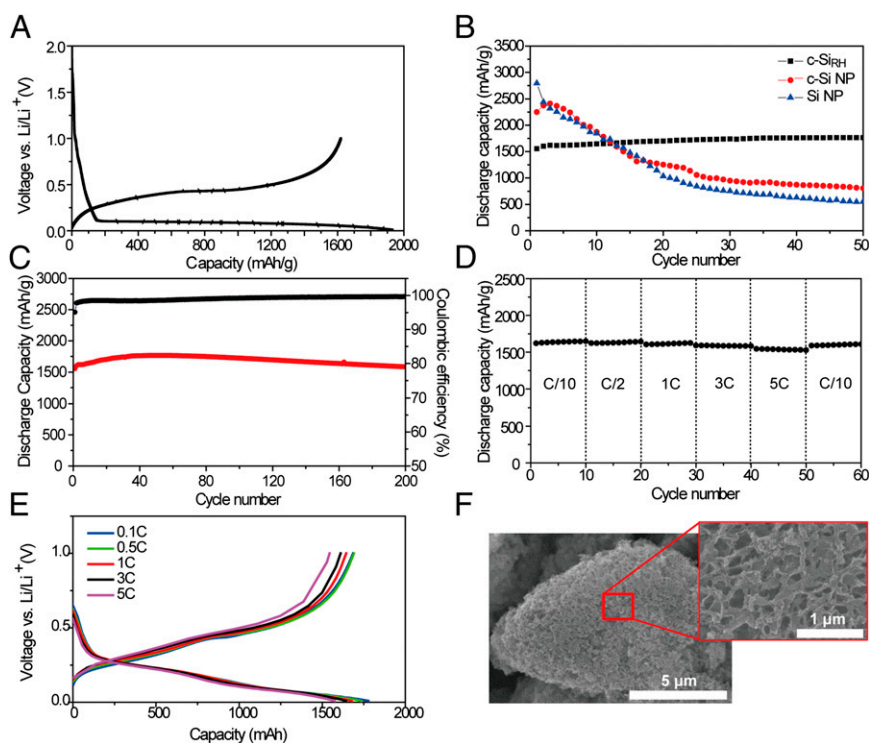 A
Voltage vs. Li/Li⁺(V)
2.0
1.5
1.0
0.5
0.0
0 400 800 1200 1600 2000
Capacity (mAh/g)
B
Discharge capacity (mAh/g)
3500
3000
2500
2000
1500
1000
500
0
c-Si_RH
c-Si NP
Si NP
0 10 20 30 40 50
Cycle number
C
Discharge Capacity (mAh/g)
3000
2500
2000
1500
1000
500
0
100
90
80
70
60
50
Coulombic efficiency (%)
0 40 80 120 160 200
Cycle number
D
Discharge capacity (mAh/g)
2500
2000
1500
1000
500
0
C/10 C/2 1C 3C 5C C/10
0 10 20 30 40 50 60
Cycle number
E
Voltage vs. Li/Li⁺(V)
1.0
0.5
0.0
0.1C
0.5C
1C
3C
5C
0 500 1000 1500 2000
Capacity (mAh)
F
1 µm
5 µm